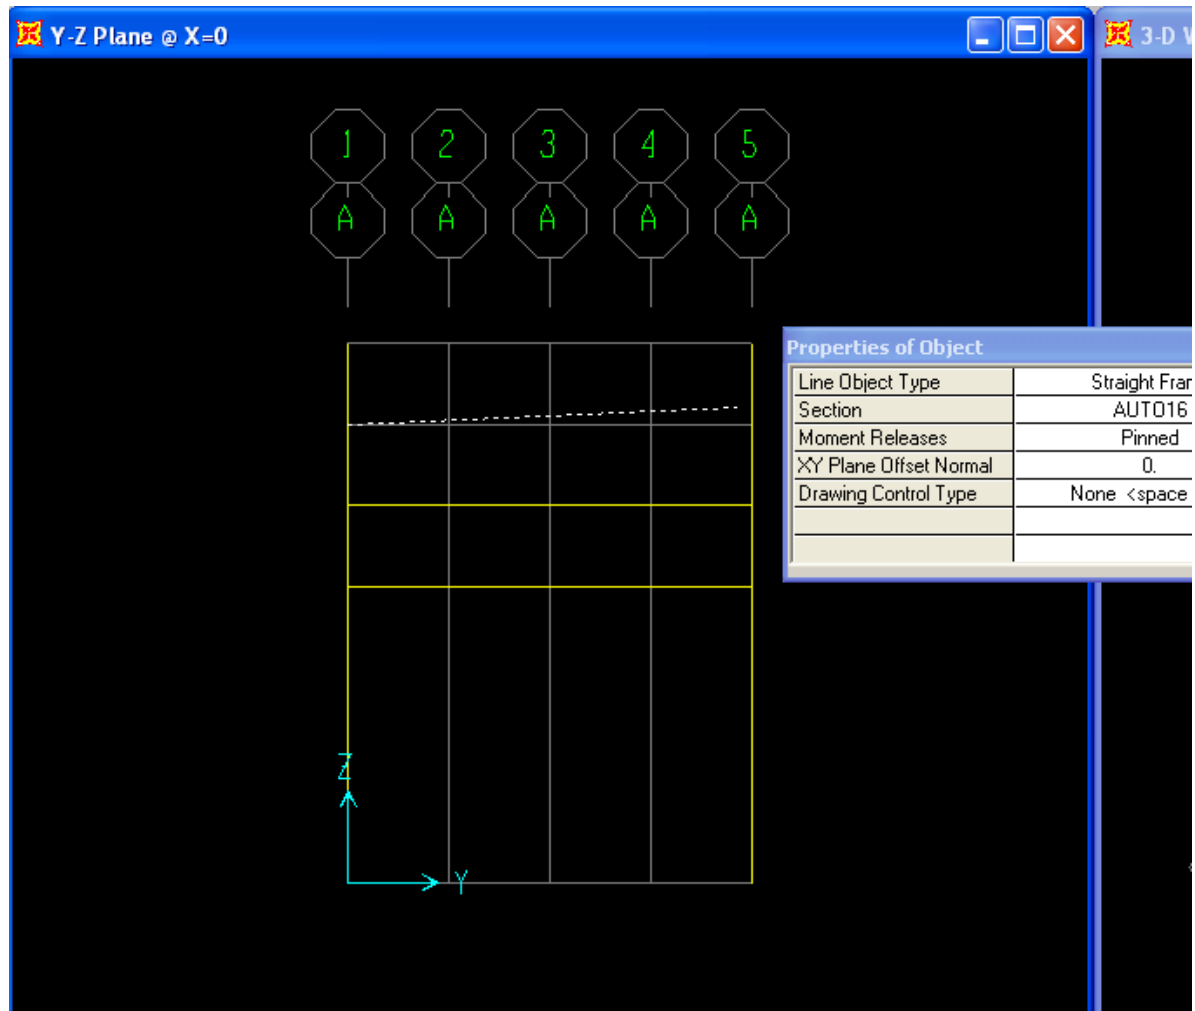 Y-Z Plane @ X=0
3-D
1 2 3 4 5
A A A A A
Properties of Object
Line Object Type Straight
Section AUTO16
Moment Releases Pinned
XY Plane Offset Normal 0.
Drawing Control Type None <space
Z
Y